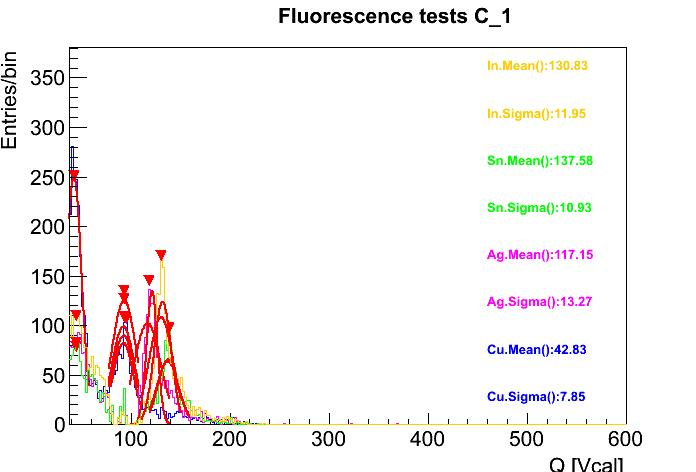 Fluorescence tests C_1
Entries/bin
350
300
250
200
150
100
50
0
In.Mean():130.83
In.Sigma():11.95
Sn.Mean():137.58
Sn.Sigma():10.93
Ag.Mean():117.15
Ag.Sigma():13.27
Cu.Mean():42.83
Cu.Sigma():7.85
100 200 300 400 500 600
Q [Vcal]